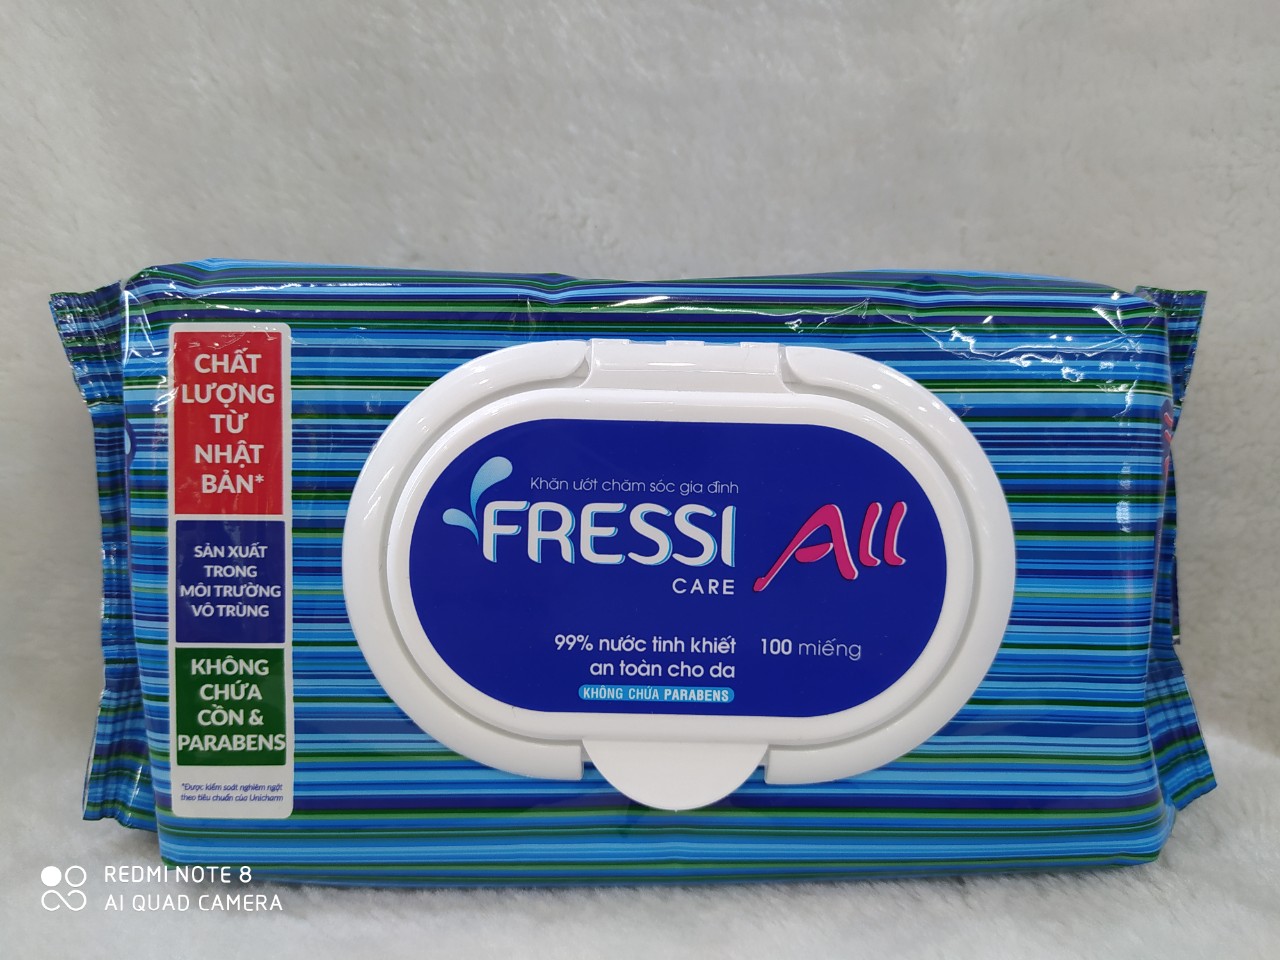 CHẤT
LƯỢNG
TỪ
NHẬT
BẢN*
SẢN XUẤT
TRONG
MÔI TRƯỜNG
VÔ TRÙNG
KHÔNG
CHỨA
CỒN &
PARABENS
*Được kiểm soát nghiêm ngặt
theo tiêu chuẩn của Unicharm
Khăn ướt chăm sóc gia đình
FRESSI All
CARE
99% nước tinh khiết 100 miếng
an toàn cho da
KHÔNG CHỨA PARABENS
REDMI NOTE 8
AI QUAD CAMERA